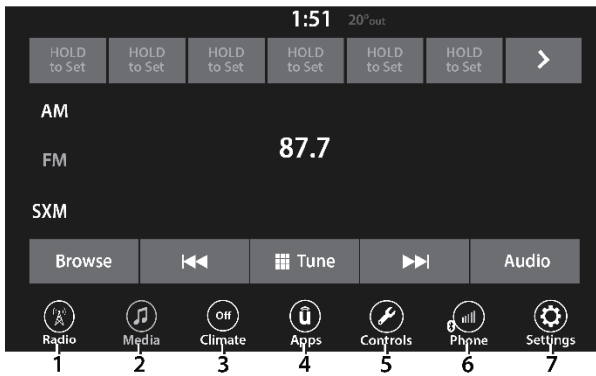 1:51 20°out
HOLD to Set HOLD to Set HOLD to Set HOLD to Set HOLD to Set HOLD to Set
AM
87.7
FM
SXM
Browse Tune Audio
Off û
Radio Media Climate Apps Controls Phone Settings
1 2 3 4 5 6 7